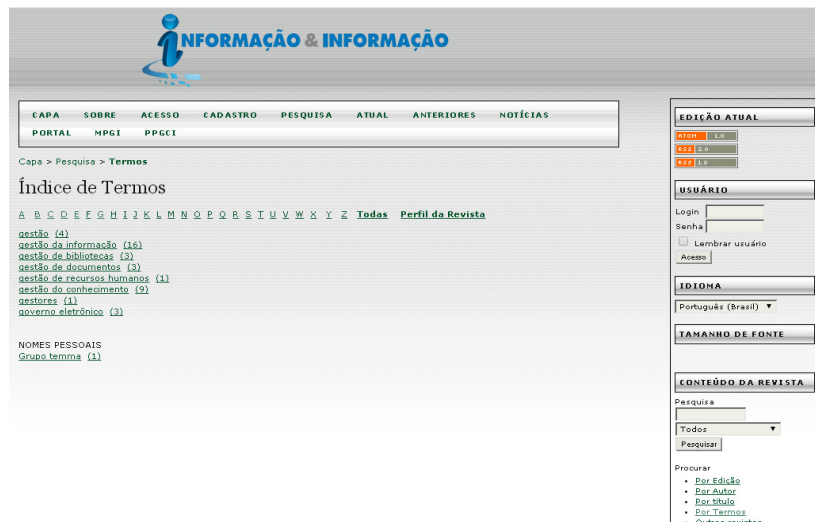 INFORMAÇÃO & INFORMAÇÃO
CAPA SOBRE ACESSO CADASTRO PESQUISA ATUAL ANTERIORES NOTÍCIAS
PORTAL MPGI PPGCI
Capa > Pesquisa > Termos
Índice de Termos
A B C D E F G H I J K L M N O P Q R S T U V W X Y Z Todas Perfil da Revista
gestão (4)
gestão da informação (16)
gestão de bibliotecas (3)
gestão de documentos (3)
gestão de recursos humanos (1)
gestão do conhecimento (9)
gestores (1)
governo eletrônico (3)
NOMES PESSOAIS
Grupo temma (1)
EDIÇÃO ATUAL
ATOM 1.0
RSS 2.0
RSS 1.0
USUÁRIO
Login
Senha
Lembrar usuário
Acesso
IDIOMA
Português (Brasil)
TAMANHO DE FONTE
CONTEÚDO DA REVISTA
Pesquisa
Todos
Pesquisar
Procurar
Por Edição
Por Autor
Por título
Por Termos
Outras revistas